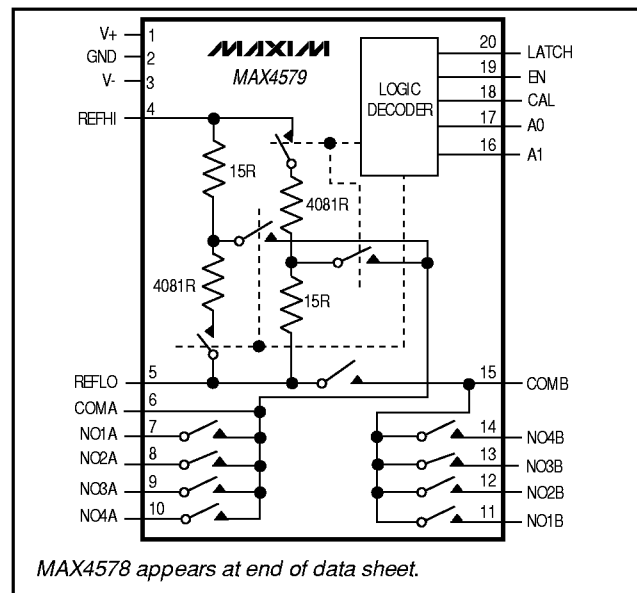 V+ 1
GND 2
V- 3
REFHI 4
MAXIM
MAX4579
LOGIC
DECODER
20 LATCH
19 EN
18 CAL
17 A0
16 A1
15R
4081R
4081R
15R
REFLO 5
COMA 6
NO1A 7
NO2A 8
NO3A 9
NO4A 10
15 COMB
14 NO4B
13 NO3B
12 NO2B
11 NO1B
MAX4578 appears at end of data sheet.